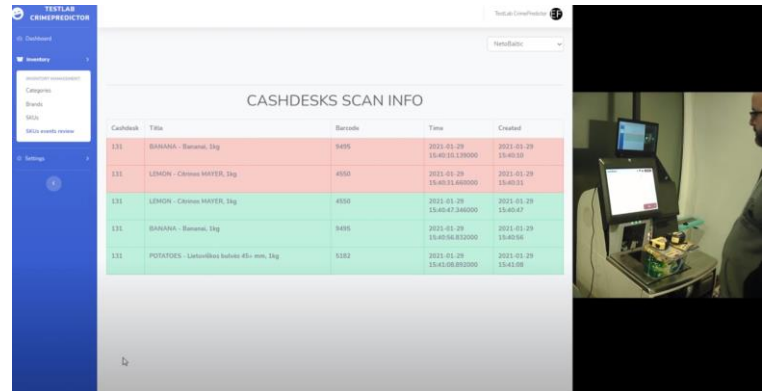 TESTLAB
CRIMEPREDICTOR
TestLab CrimePredictor
EF
Dashboard
NetoBaltic
Inventory
INVENTORY MANAGEMENT
Categories
Brands
SKUs
SKUs events review
Settings
CASHDESKS SCAN INFO
Cashdesk Title Barcode Time Created
131 BANANA - Bananai, 1kg 9495 2021-01-29 15:40:10.139000 2021-01-29 15:40:10
131 LEMON - Citrinos MAYER, 1kg 4550 2021-01-29 15:40:31.660000 2021-01-29 15:40:31
131 LEMON - Citrinos MAYER, 1kg 4550 2021-01-29 15:40:47.346000 2021-01-29 15:40:47
131 BANANA - Bananai, 1kg 9495 2021-01-29 15:40:56.832000 2021-01-29 15:40:56
131 POTATOES - Lietuviškos bulvės 45+ mm, 1kg 5182 2021-01-29 15:41:08.892000 2021-01-29 15:41:08